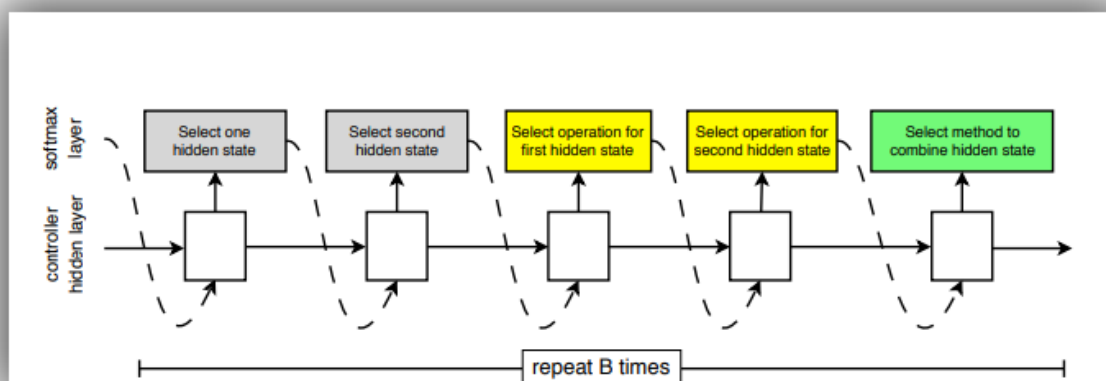 softmax
layer
Select one
hidden state
Select second
hidden state
Select operation for
first hidden state
Select operation for
second hidden state
Select method to
combine hidden state
controller
hidden layer
repeat B times